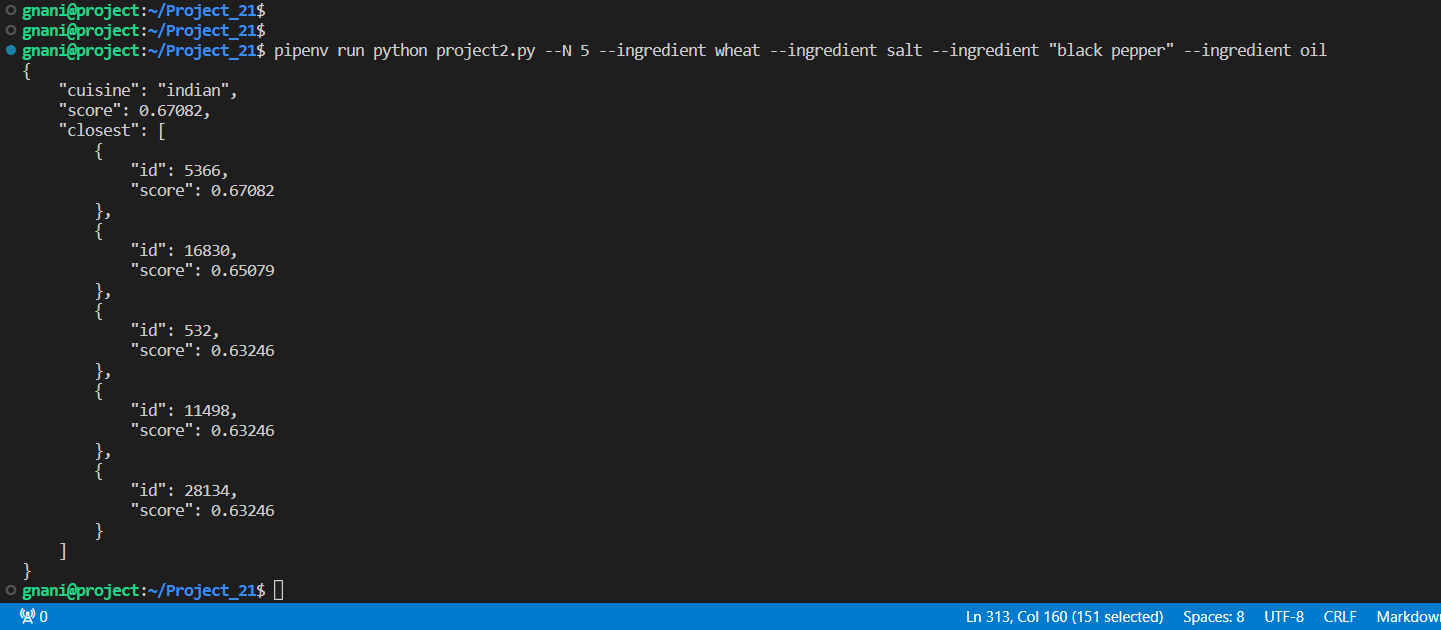 gnani@project:~/Project_21$
gnani@project:~/Project_21$
gnani@project:~/Project_21$ pipenv run python project2.py --N 5 --ingredient wheat --ingredient salt --ingredient "black pepper" --ingredient oil
{
    "cuisine": "indian",
    "score": 0.67082,
    "closest": [
        {
            "id": 5366,
            "score": 0.67082
        },
        {
            "id": 16830,
            "score": 0.65079
        },
        {
            "id": 532,
            "score": 0.63246
        },
        {
            "id": 11498,
            "score": 0.63246
        },
        {
            "id": 28134,
            "score": 0.63246
        }
    ]
}
gnani@project:~/Project_21$
0 Ln 313, Col 160 (151 selected) Spaces: 8 UTF-8 CRLF Markdow